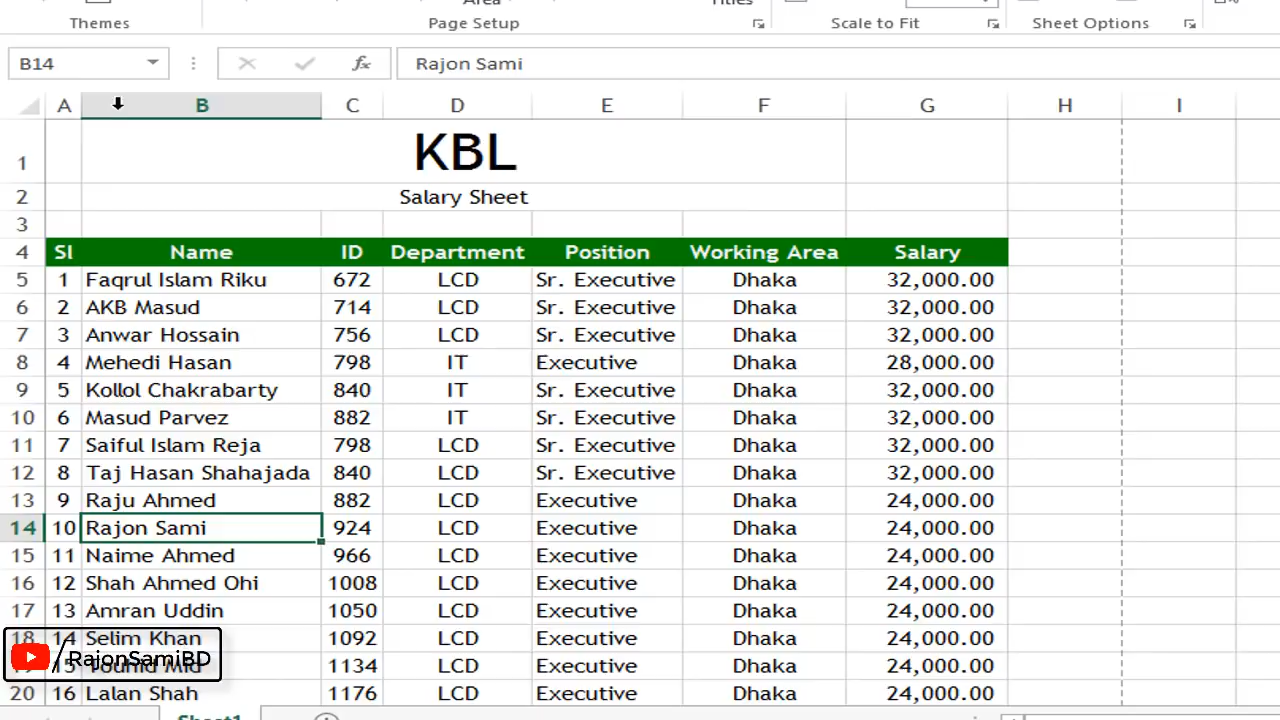 Area
Titles
Themes Page Setup Scale to Fit Sheet Options
B14 fx Rajon Sami
A B C D E F G H I
1 KBL
2 Salary Sheet
3
4 Sl Name ID Department Position Working Area Salary
5 1 Faqrul Islam Riku 672 LCD Sr. Executive Dhaka 32,000.00
6 2 AKB Masud 714 LCD Sr. Executive Dhaka 32,000.00
7 3 Anwar Hossain 756 LCD Sr. Executive Dhaka 32,000.00
8 4 Mehedi Hasan 798 IT Executive Dhaka 28,000.00
9 5 Kollol Chakrabarty 840 IT Sr. Executive Dhaka 32,000.00
10 6 Masud Parvez 882 IT Sr. Executive Dhaka 32,000.00
11 7 Saiful Islam Reja 798 LCD Sr. Executive Dhaka 32,000.00
12 8 Taj Hasan Shahajada 840 LCD Sr. Executive Dhaka 32,000.00
13 9 Raju Ahmed 882 LCD Executive Dhaka 24,000.00
14 10 Rajon Sami 924 LCD Executive Dhaka 24,000.00
15 11 Naime Ahmed 966 LCD Executive Dhaka 24,000.00
16 12 Shah Ahmed Ohi 1008 LCD Executive Dhaka 24,000.00
17 13 Amran Uddin 1050 LCD Executive Dhaka 24,000.00
18 14 Selim Khan 1092 LCD Executive Dhaka 24,000.00
15 1134 LCD Executive Dhaka 24,000.00
/RajonSamiBD
20 16 Lalan Shah 1176 LCD Executive Dhaka 24,000.00
Sheet1